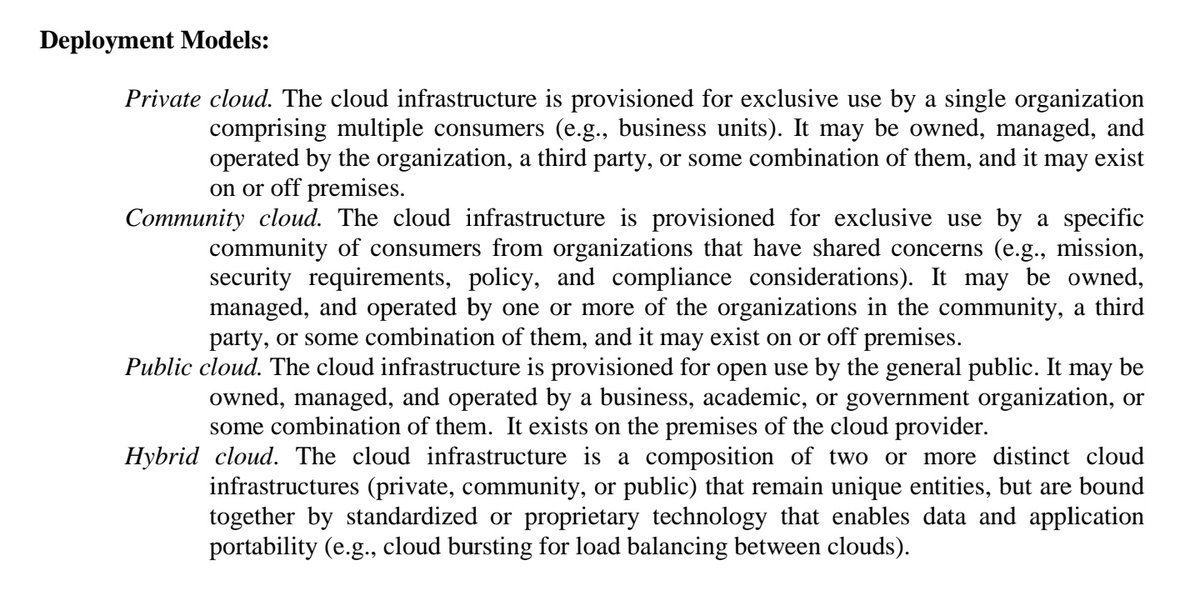 Deployment Models:
Private cloud. The cloud infrastructure is provisioned for exclusive use by a single organization
comprising multiple consumers (e.g., business units). It may be owned, managed, and
operated by the organization, a third party, or some combination of them, and it may exist
on or off premises.
Community cloud. The cloud infrastructure is provisioned for exclusive use by a specific
community of consumers from organizations that have shared concerns (e.g., mission,
security requirements, policy, and compliance considerations). It may be owned,
managed, and operated by one or more of the organizations in the community, a third
party, or some combination of them, and it may exist on or off premises.
Public cloud. The cloud infrastructure is provisioned for open use by the general public. It may be
owned, managed, and operated by a business, academic, or government organization, or
some combination of them. It exists on the premises of the cloud provider.
Hybrid cloud. The cloud infrastructure is a composition of two or more distinct cloud
infrastructures (private, community, or public) that remain unique entities, but are bound
together by standardized or proprietary technology that enables data and application
portability (e.g., cloud bursting for load balancing between clouds).